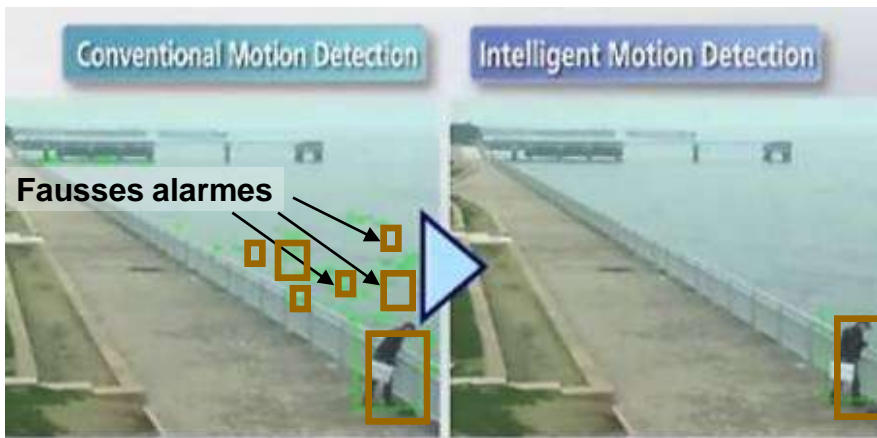 Conventional Motion Detection
Intelligent Motion Detection
Fausses alarmes